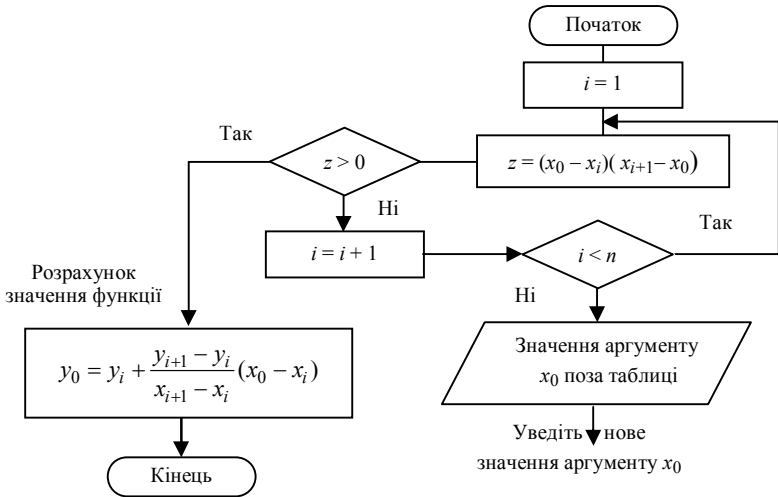 Початок
i = 1
Так
z > 0
z = (x₀ – xᵢ)( xᵢ₊₁– x₀)
Ні
i = i + 1
i < n
Так
Ні
Розрахунок
значення функції
y₀ = yᵢ + (yᵢ₊₁ − yᵢ)/(xᵢ₊₁ − xᵢ) (x₀ − xᵢ)
Значення аргументу
x₀ поза таблиці
Уведіть нове
значення аргументу x₀
Кінець